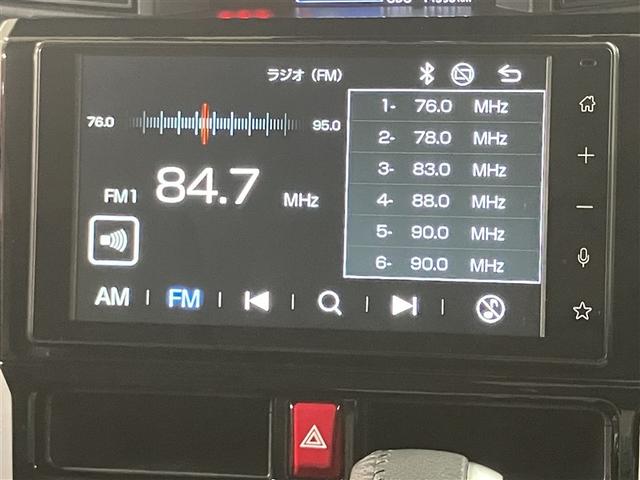 ラジオ（FM）
76.0
95.0
FM1
84.7 MHz
1- 76.0 MHz
2- 78.0 MHz
3- 83.0 MHz
4- 88.0 MHz
5- 90.0 MHz
6- 90.0 MHz
AM
FM